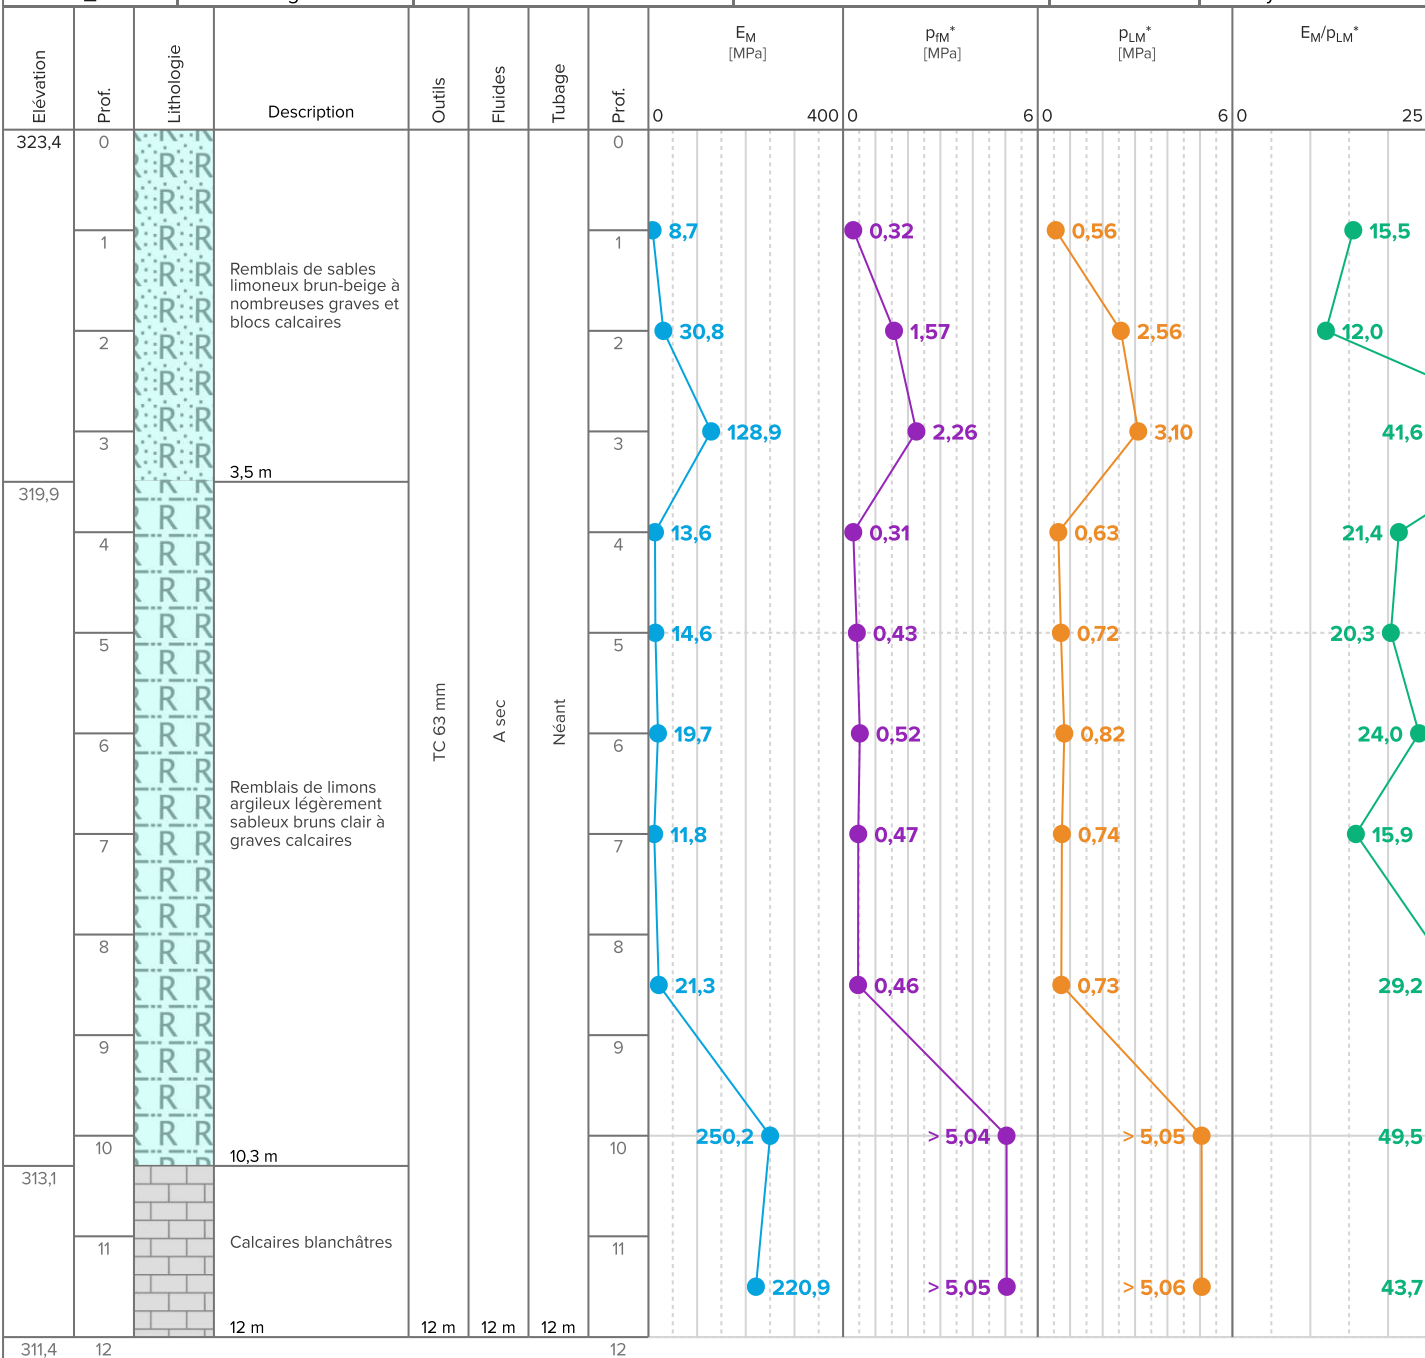 Elévation
Prof.
Lithologie
Description
Outils
Fluides
Tubage
Prof.
EM
[MPa]
0 400
pfM*
[MPa]
0 6
pLM*
[MPa]
0 6
EM/pLM*
0 25
323,4 0 0
1 1 8,7 0,32 0,56 15,5
Remblais de sables
limoneux brun-beige à
nombreuses graves et
blocs calcaires
2 2 30,8 1,57 2,56 12,0
3 3 128,9 2,26 3,10 41,6
3,5 m
319,9
4 4 13,6 0,31 0,63 21,4
5 5 14,6 0,43 0,72 20,3
TC 63 mm
A sec
Néant
6 6 19,7 0,52 0,82 24,0
Remblais de limons
argileux légèrement
sableux bruns clair à
graves calcaires
7 7 11,8 0,47 0,74 15,9
8 8
21,3 0,46 0,73 29,2
9 9
10 10 250,2 > 5,04 > 5,05 49,5
10,3 m
313,1
Calcaires blanchâtres
11 11
220,9 > 5,05 > 5,06 43,7
12 m 12 m 12 m 12 m
311,4 12 12